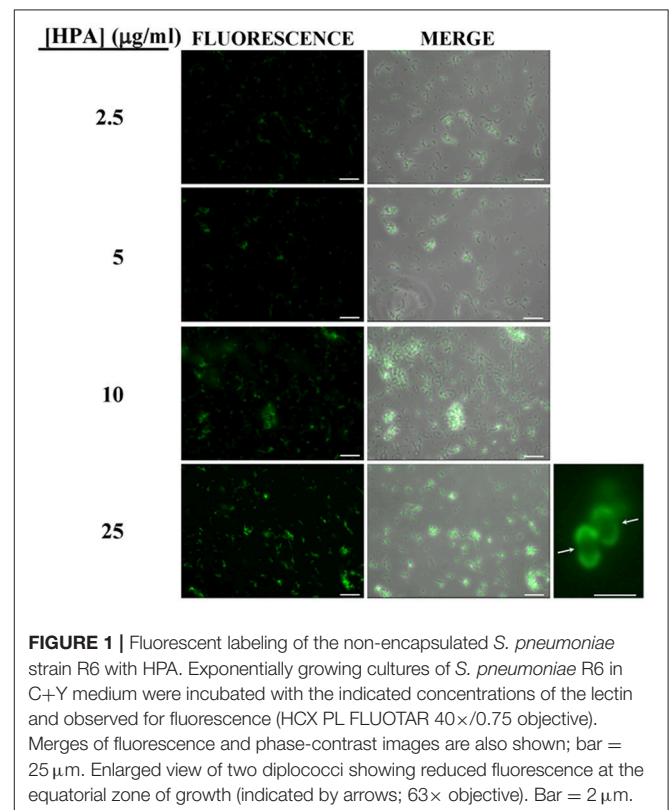 [HPA] (µg/ml) FLUORESCENCE MERGE
2.5
5
10
25
FIGURE 1 | Fluorescent labeling of the non-encapsulated S. pneumoniae
strain R6 with HPA. Exponentially growing cultures of S. pneumoniae R6 in
C+Y medium were incubated with the indicated concentrations of the lectin
and observed for fluorescence (HCX PL FLUOTAR 40×/0.75 objective).
Merges of fluorescence and phase-contrast images are also shown; bar =
25 µm. Enlarged view of two diplococci showing reduced fluorescence at the
equatorial zone of growth (indicated by arrows; 63× objective). Bar = 2 µm.